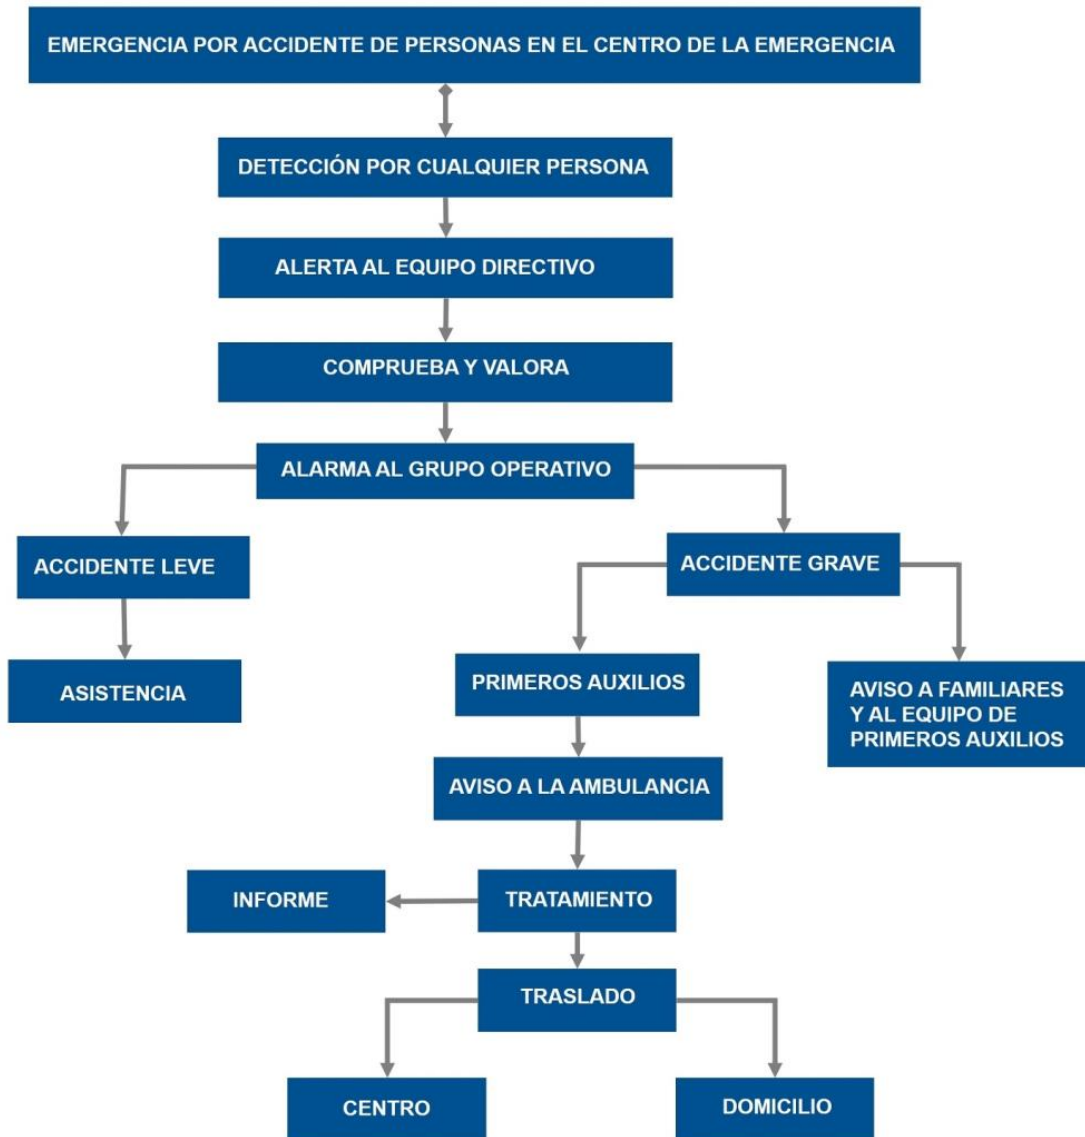 EMERGENCIA POR ACCIDENTE DE PERSONAS EN EL CENTRO DE LA EMERGENCIA
DETECCIÓN POR CUALQUIER PERSONA
ALERTA AL EQUIPO DIRECTIVO
COMPRUEBA Y VALORA
ALARMA AL GRUPO OPERATIVO
ACCIDENTE LEVE
ACCIDENTE GRAVE
ASISTENCIA
PRIMEROS AUXILIOS
AVISO A FAMILIARES
Y AL EQUIPO DE
PRIMEROS AUXILIOS
AVISO A LA AMBULANCIA
INFORME
TRATAMIENTO
TRASLADO
CENTRO
DOMICILIO